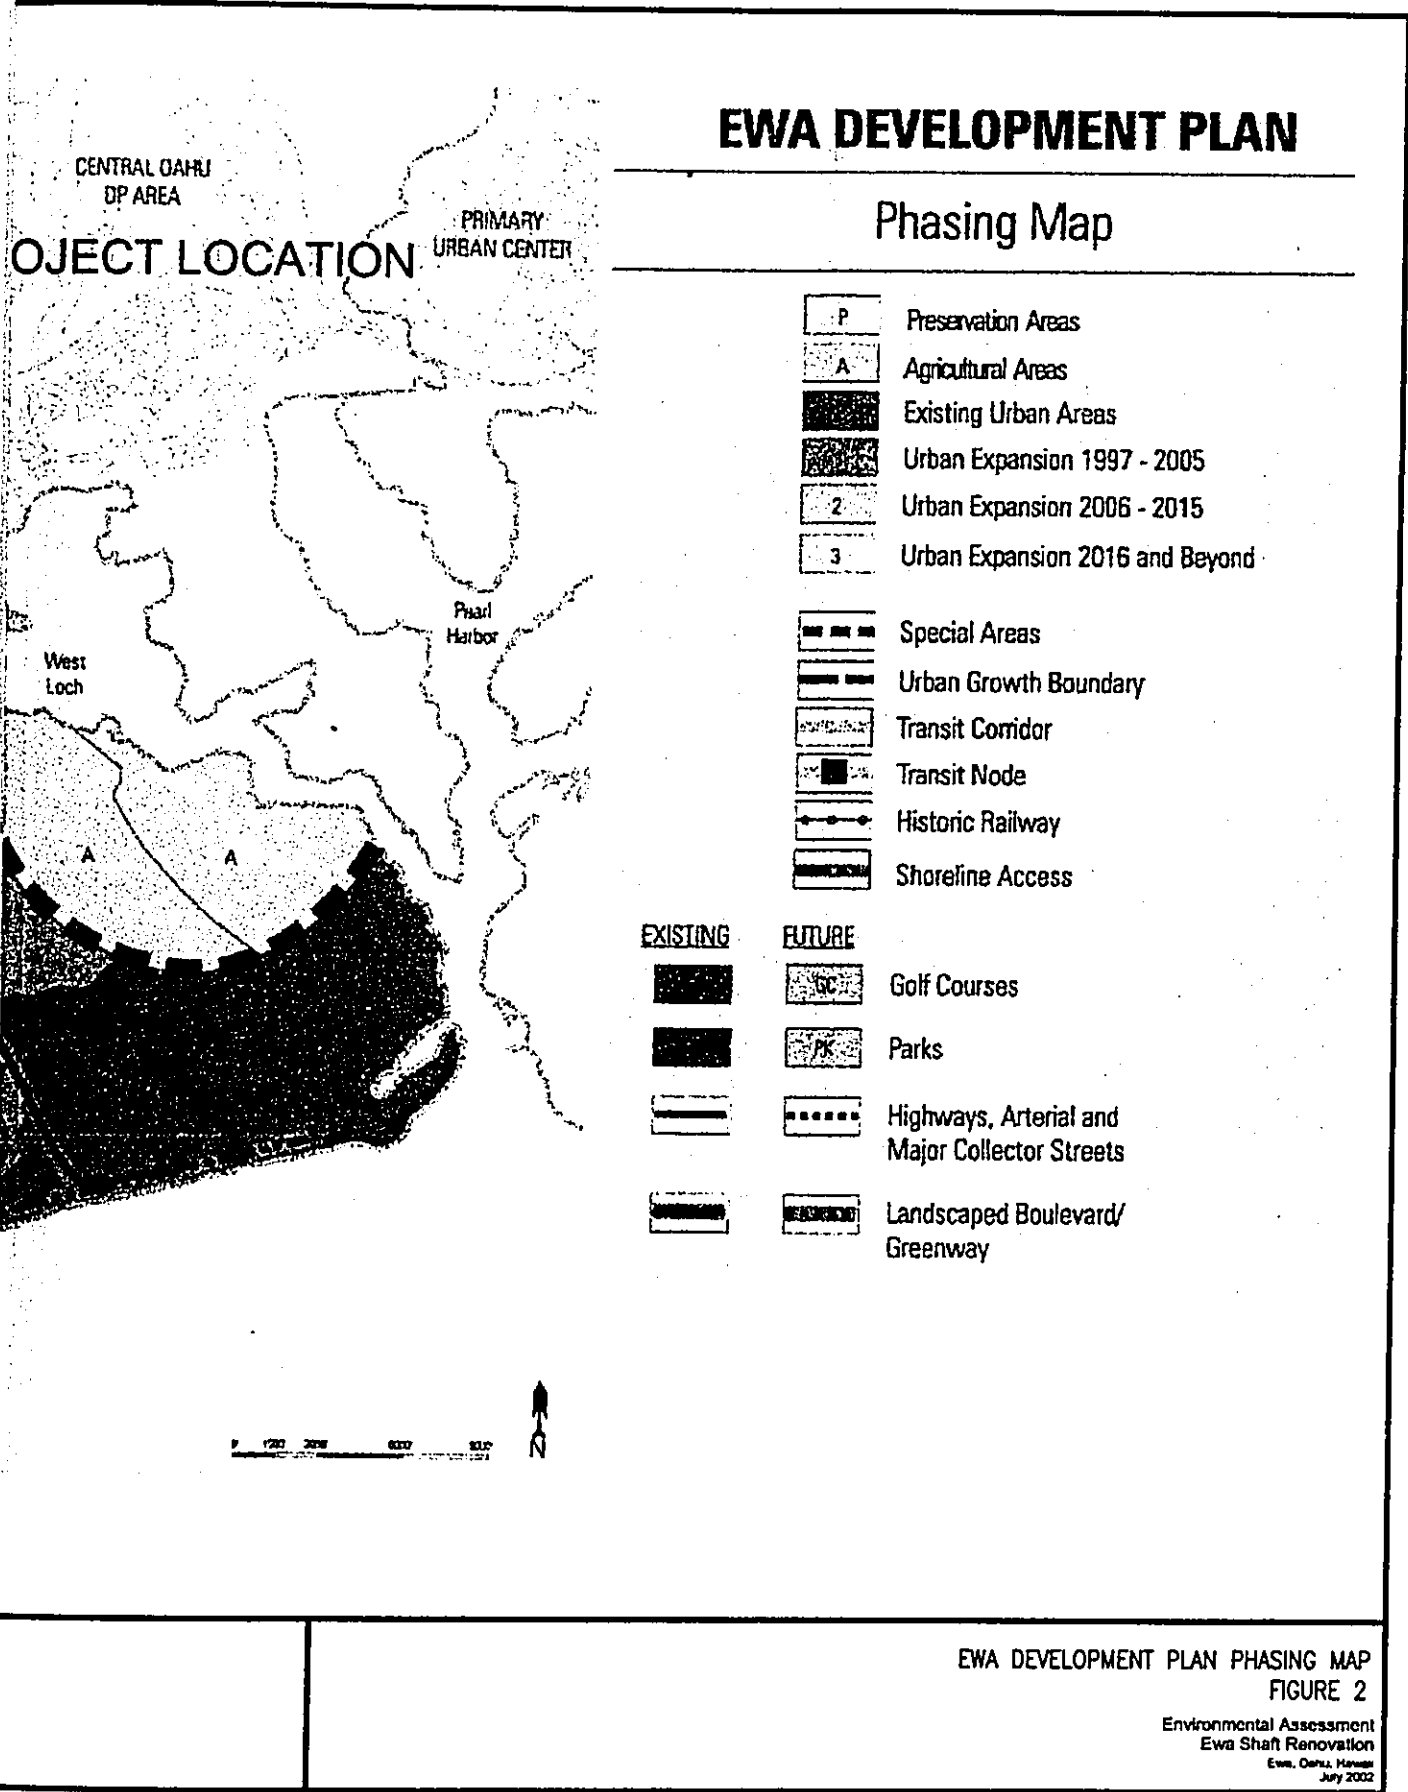 EWA DEVELOPMENT PLAN
Phasing Map
CENTRAL OAHU
DP AREA
PRIMARY
URBAN CENTER
OJECT LOCATION
Pearl
Harbor
West
Loch
A
A
P Preservation Areas
A Agricultural Areas
Existing Urban Areas
Urban Expansion 1997 - 2005
2 Urban Expansion 2006 - 2015
3 Urban Expansion 2016 and Beyond
Special Areas
Urban Growth Boundary
Transit Corridor
Transit Node
Historic Railway
Shoreline Access
EXISTING FUTURE
GC Golf Courses
PK Parks
Highways, Arterial and
Major Collector Streets
Landscaped Boulevard/
Greenway
N
EWA DEVELOPMENT PLAN PHASING MAP
FIGURE 2
Environmental Assessment
Ewa Shaft Renovation
Ewa, Oahu, Hawaii
July 2002